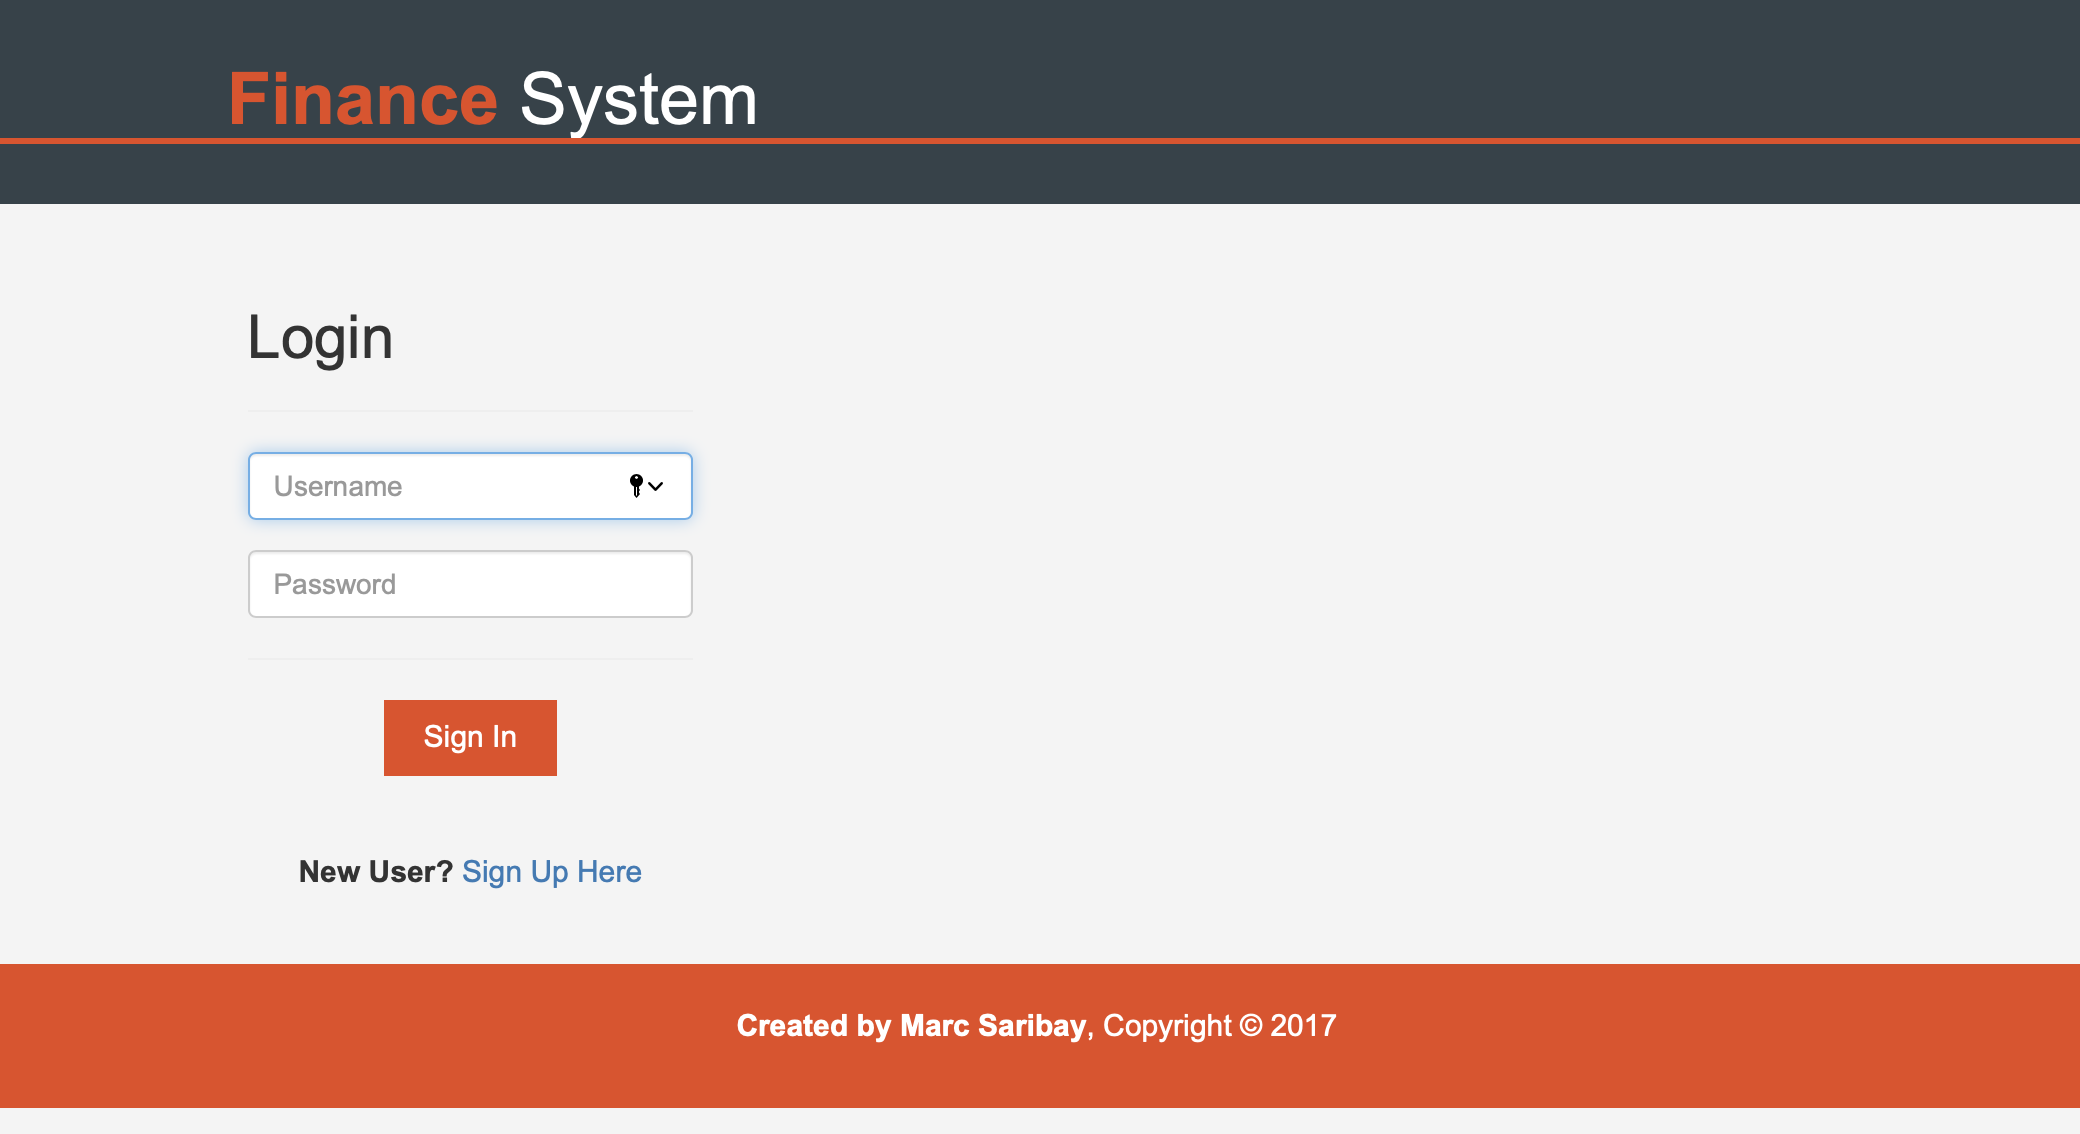 Finance System
Login
Username
Password
Sign In
New User? Sign Up Here
Created by Marc Saribay, Copyright © 2017